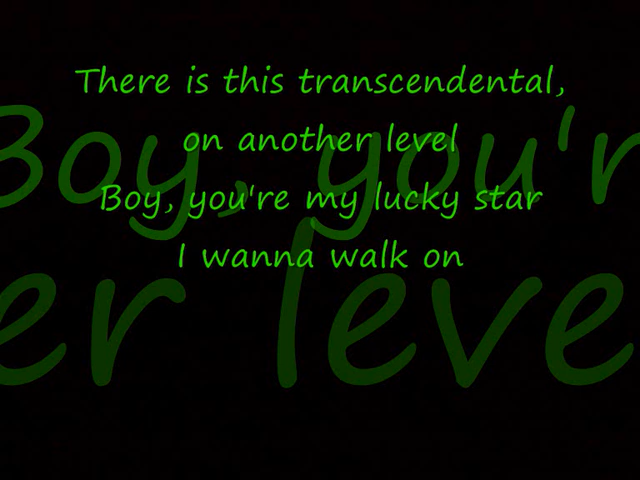 There is this transcendental,
on another level
Boy, you're my lucky star
I wanna walk on
Boy, you'r
er leve